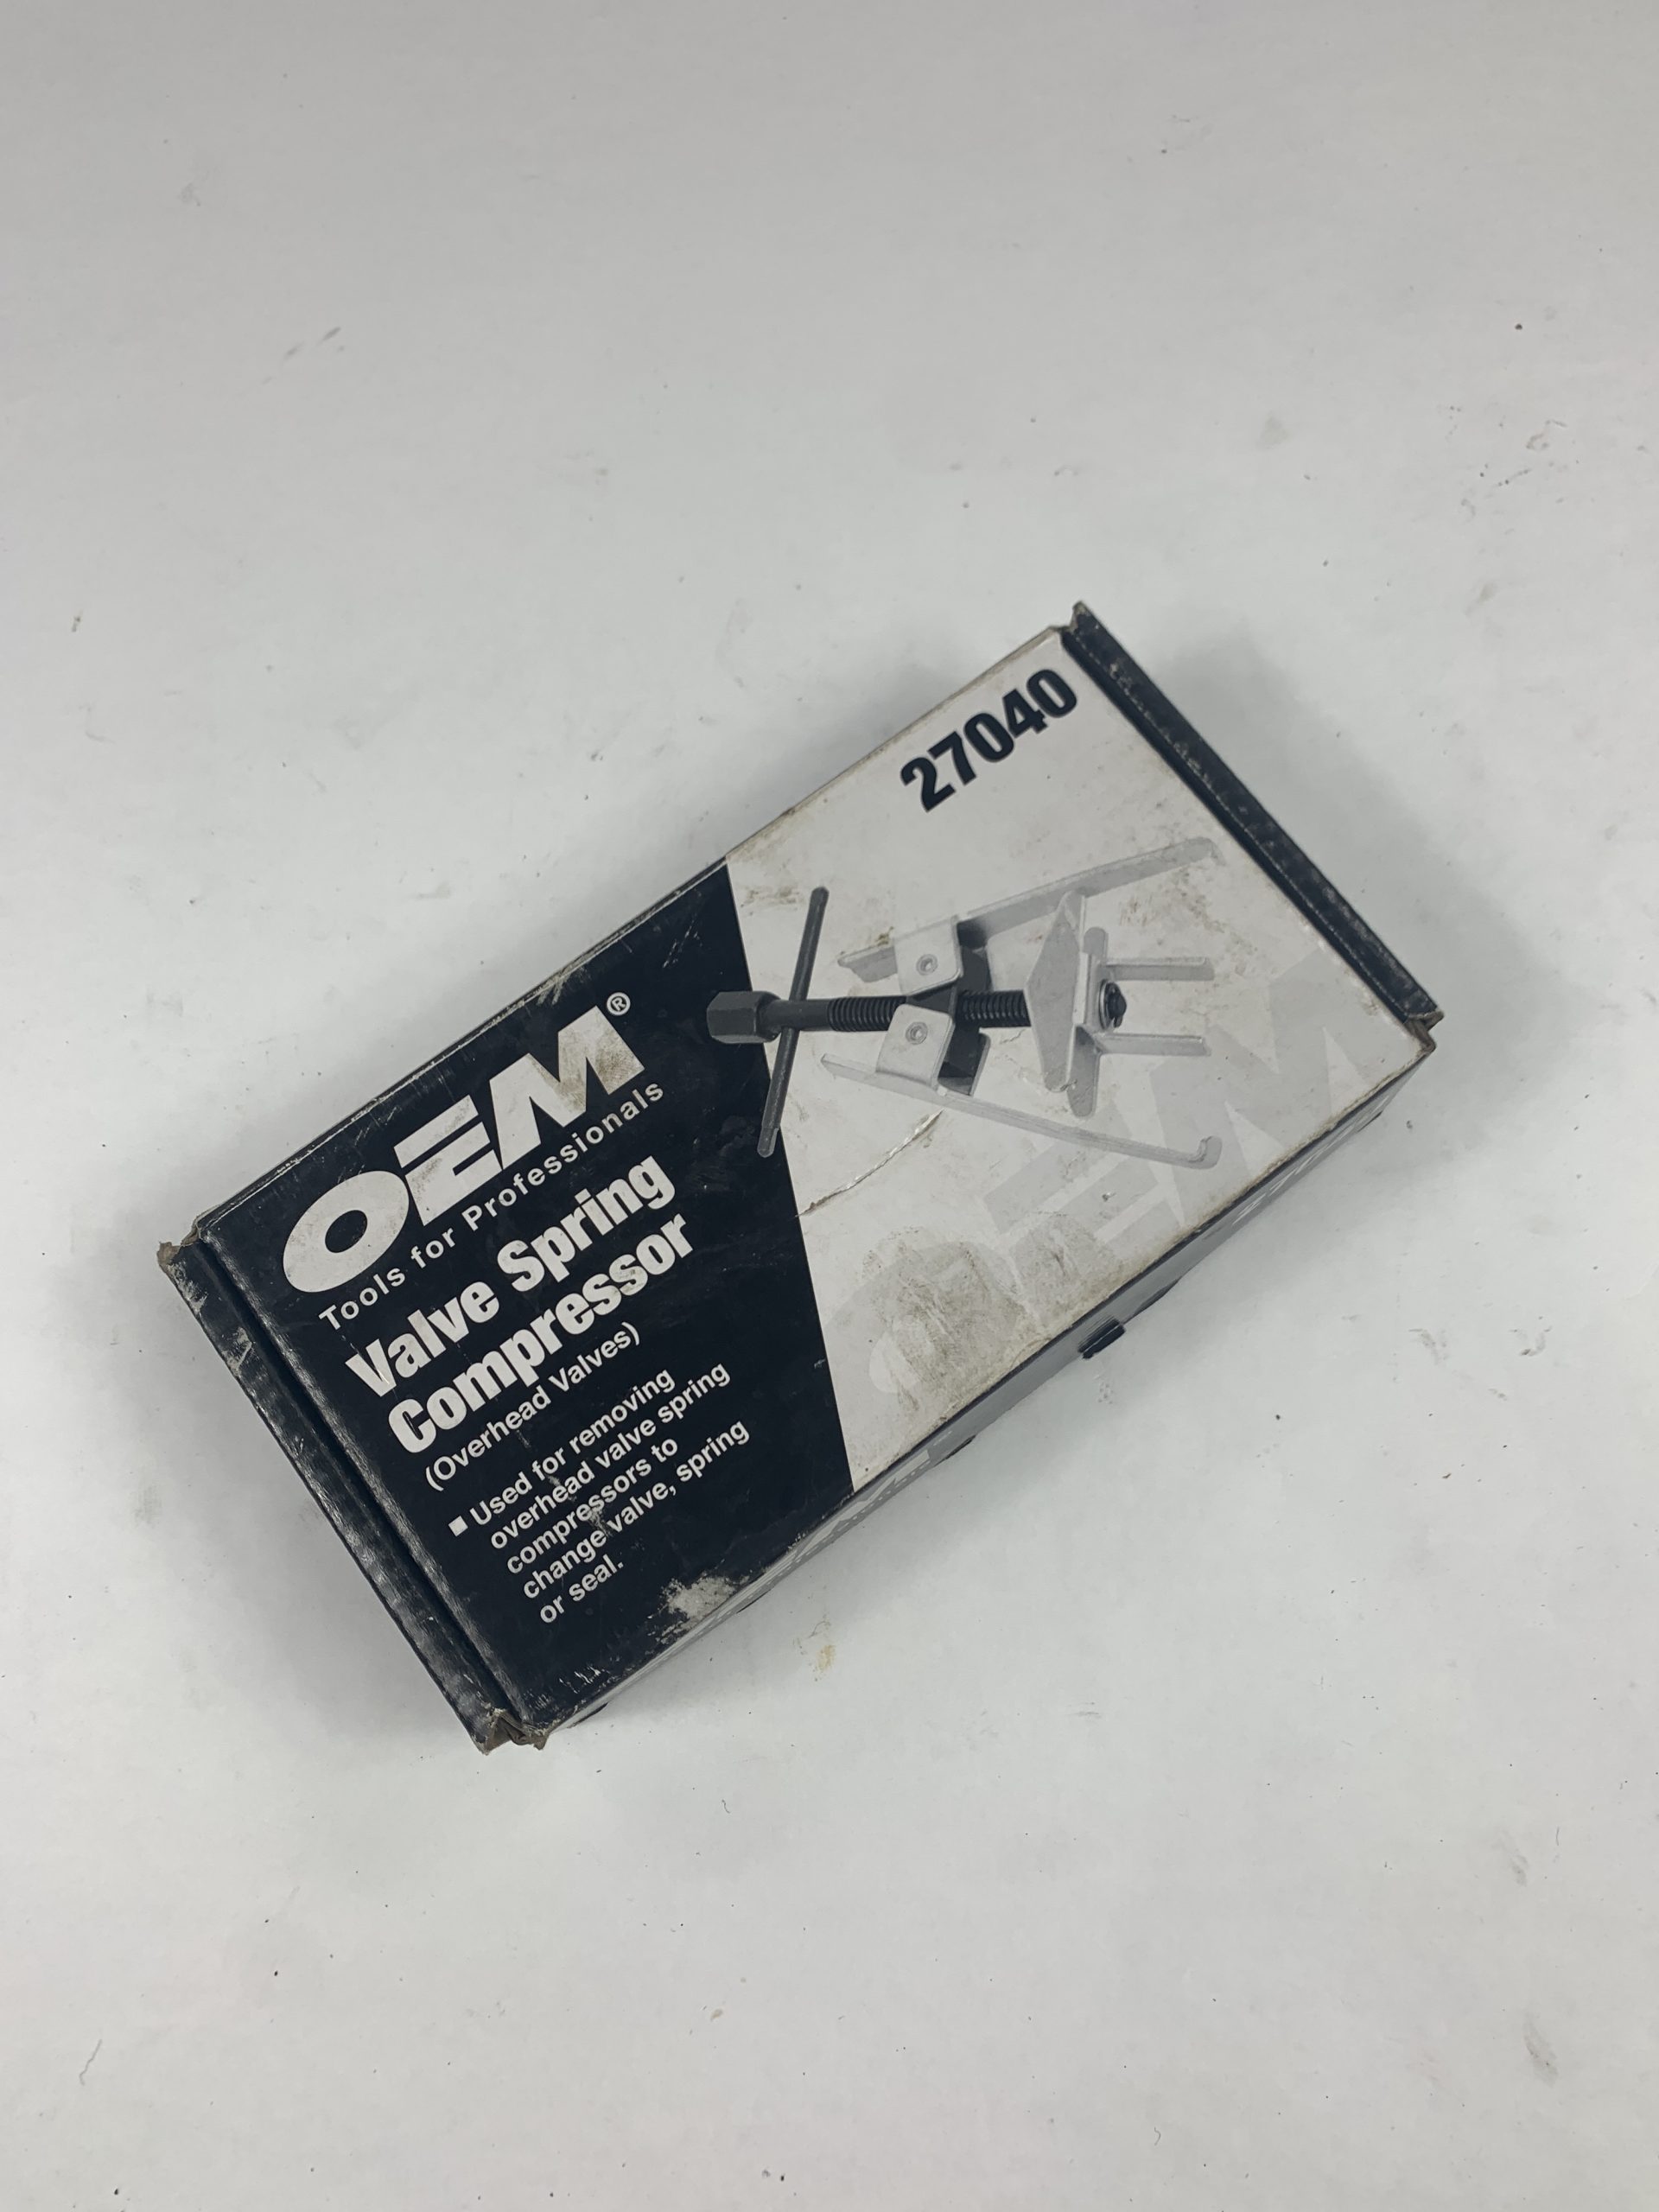 27040
OEM®
Tools for Professionals
Valve Spring
Compressor
(Overhead Valves)
■ Used for removing
overhead valve spring
compressors to
change valve, spring
or seal.
OEM